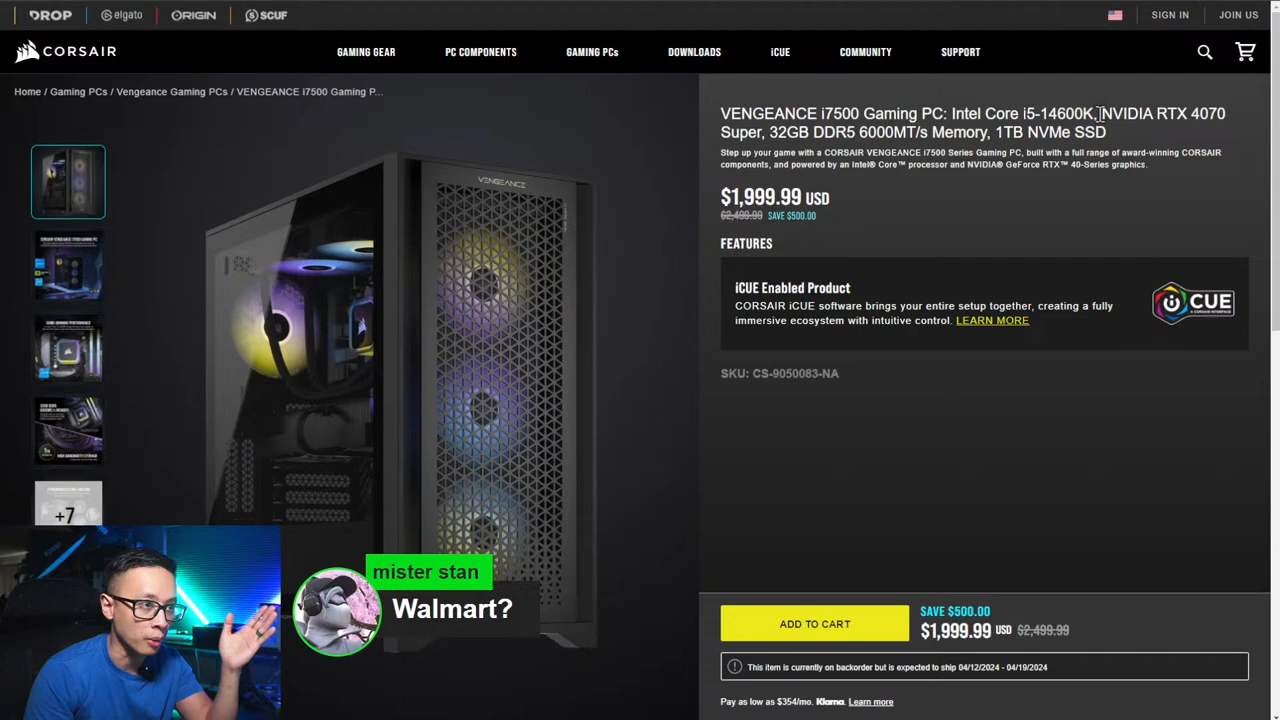 DROP
elgato
ORIGIN
SCUF
SIGN IN
JOIN US
CORSAIR
GAMING GEAR
PC COMPONENTS
GAMING PCs
DOWNLOADS
iCUE
COMMUNITY
SUPPORT
Home / Gaming PCs / Vengeance Gaming PCs / VENGEANCE i7500 Gaming P...
VENGEANCE i7500 Gaming PC: Intel Core i5-14600K, NVIDIA RTX 4070
Super, 32GB DDR5 6000MT/s Memory, 1TB NVMe SSD
Step up your game with a CORSAIR VENGEANCE i7500 Series Gaming PC, built with a full range of award-winning CORSAIR
components, and powered by an Intel® Core™ processor and NVIDIA® GeForce RTX™ 40-Series graphics.
$1,999.99 USD
$2,499.99 SAVE $500.00
FEATURES
iCUE Enabled Product
CORSAIR iCUE software brings your entire setup together, creating a fully
immersive ecosystem with intuitive control. LEARN MORE
iCUE
SKU: CS-9050083-NA
VENGEANCE
+7
mister stan
Walmart?
ADD TO CART
SAVE $500.00
$1,999.99 USD $2,499.99
This item is currently on backorder but is expected to ship 04/12/2024 - 04/19/2024
Pay as low as $354/mo. Klarna. Learn more